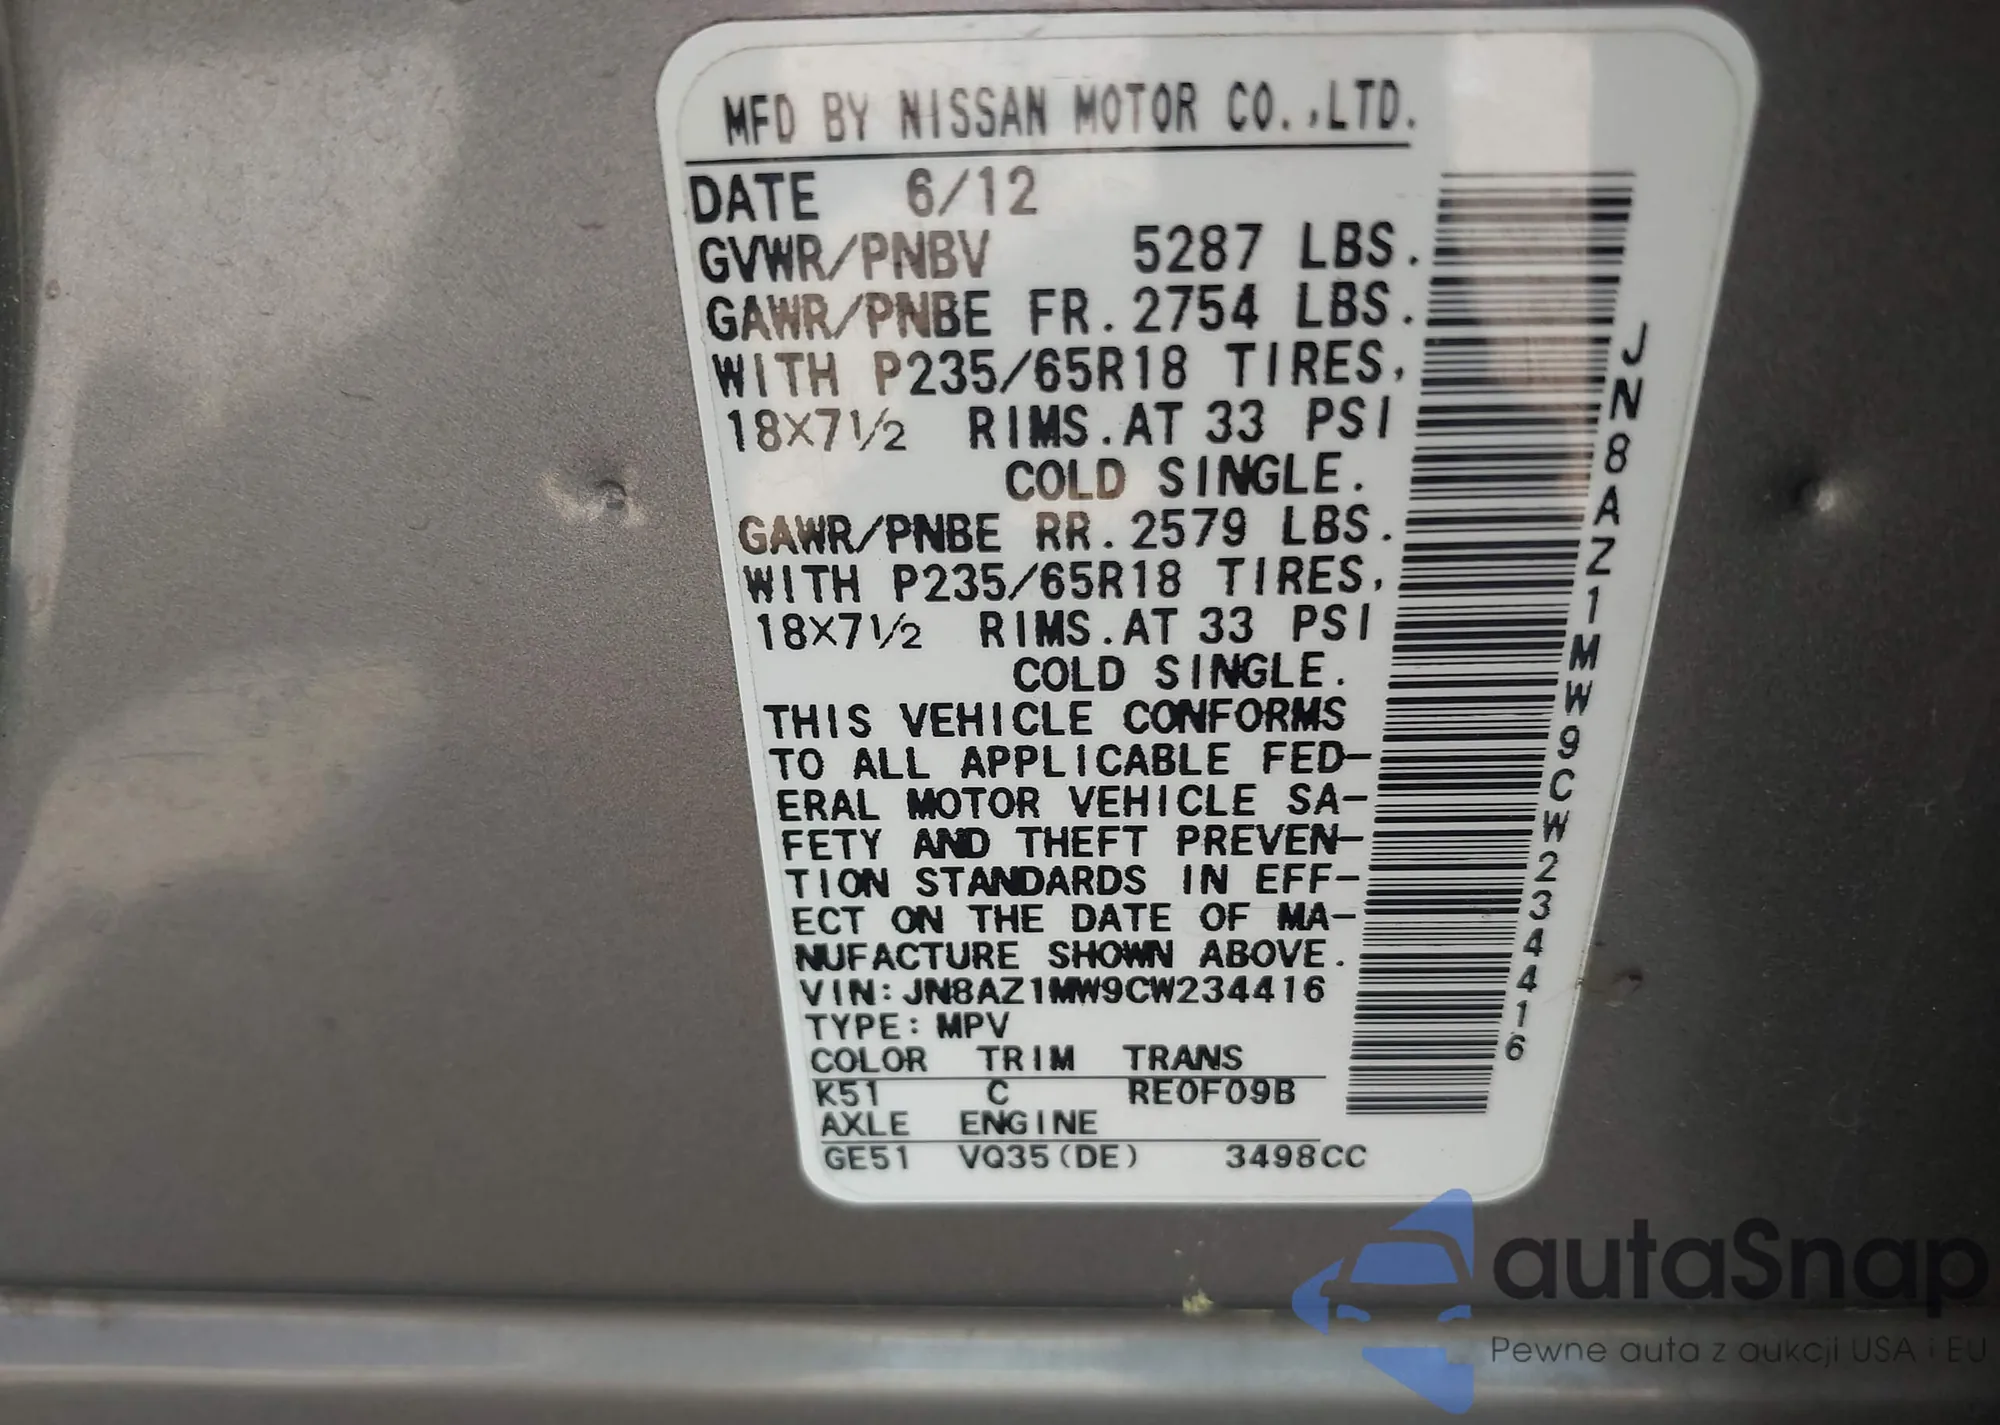 MFD BY NISSAN MOTOR CO.,LTD.
DATE 6/12
GVWR/PNBV 5287 LBS.
GAWR/PNBE FR.2754 LBS.
WITH P235/65R18 TIRES,
18X7½ RIMS.AT 33 PSI
COLD SINGLE.
GAWR/PNBE RR.2579 LBS.
WITH P235/65R18 TIRES,
18X7½ RIMS.AT 33 PSI
COLD SINGLE.
THIS VEHICLE CONFORMS
TO ALL APPLICABLE FED-
ERAL MOTOR VEHICLE SA-
FETY AND THEFT PREVEN-
TION STANDARDS IN EFF-
ECT ON THE DATE OF MA-
NUFACTURE SHOWN ABOVE.
VIN:JN8AZ1MW9CW234416
TYPE:MPV
COLOR TRIM TRANS
K51 C RE0F09B
AXLE ENGINE
GE51 VQ35(DE) 3498CC
JN8AZ1MW9CW234416
autaSnap
Pewne auta z aukcji USA i EU